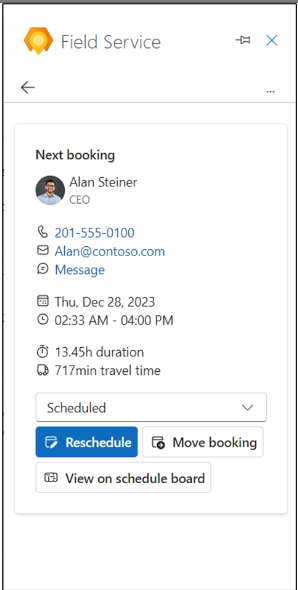 Field Service
...
Next booking
Alan Steiner
CEO
201-555-0100
Alan@contoso.com
Message
Thu, Dec 28, 2023
02:33 AM - 04:00 PM
13.45h duration
717min travel time
Scheduled
Reschedule
Move booking
View on schedule board